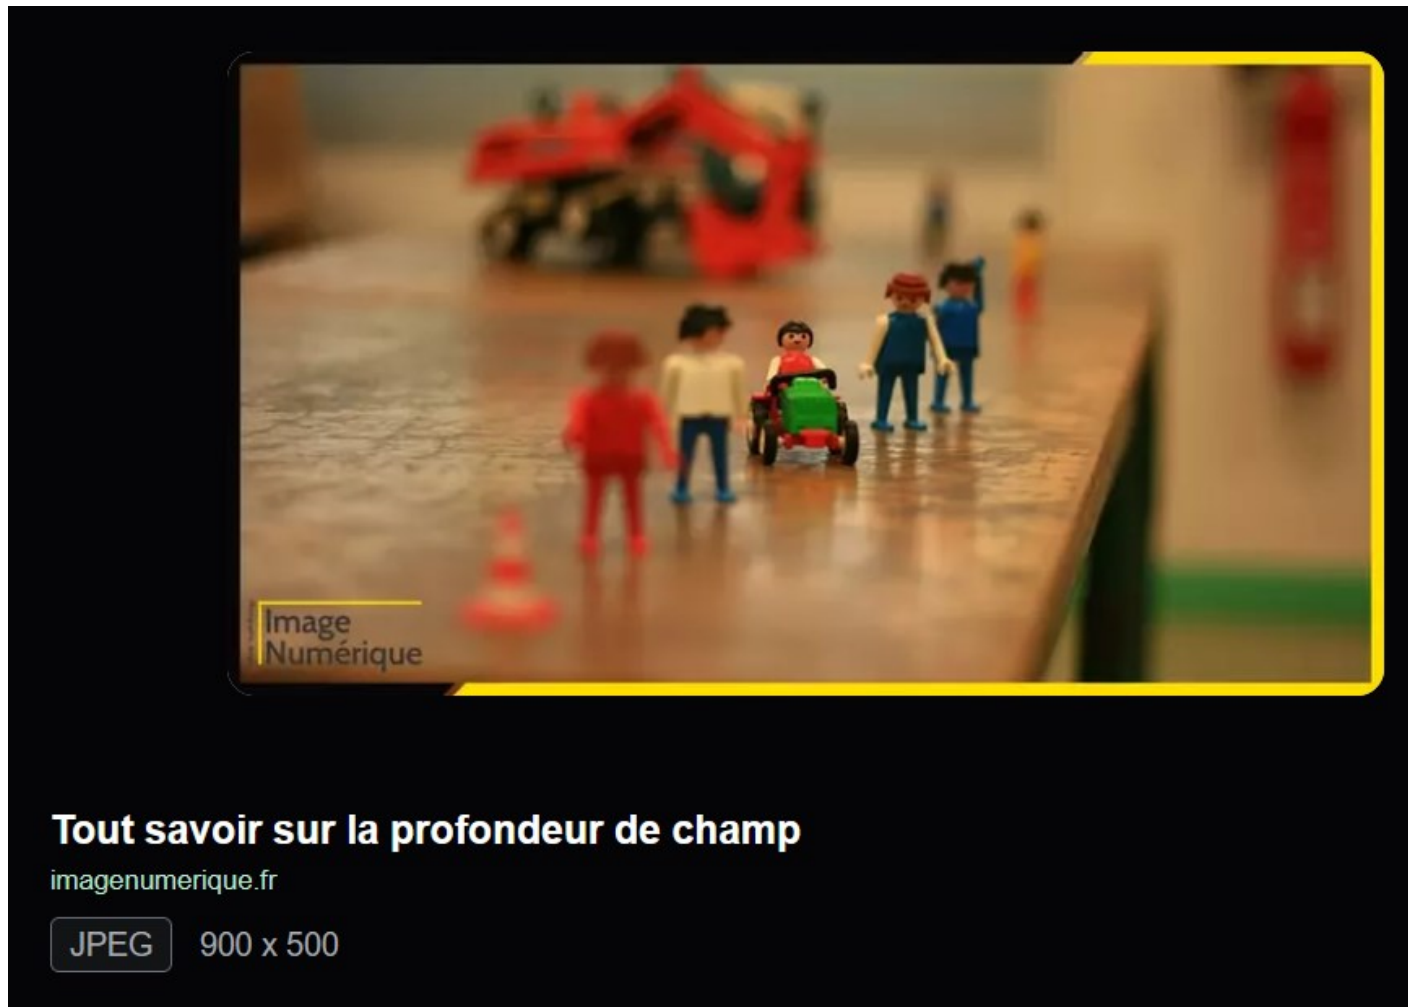 Image
Numérique
Tout savoir sur la profondeur de champ
imagenumerique.fr
JPEG 900 x 500